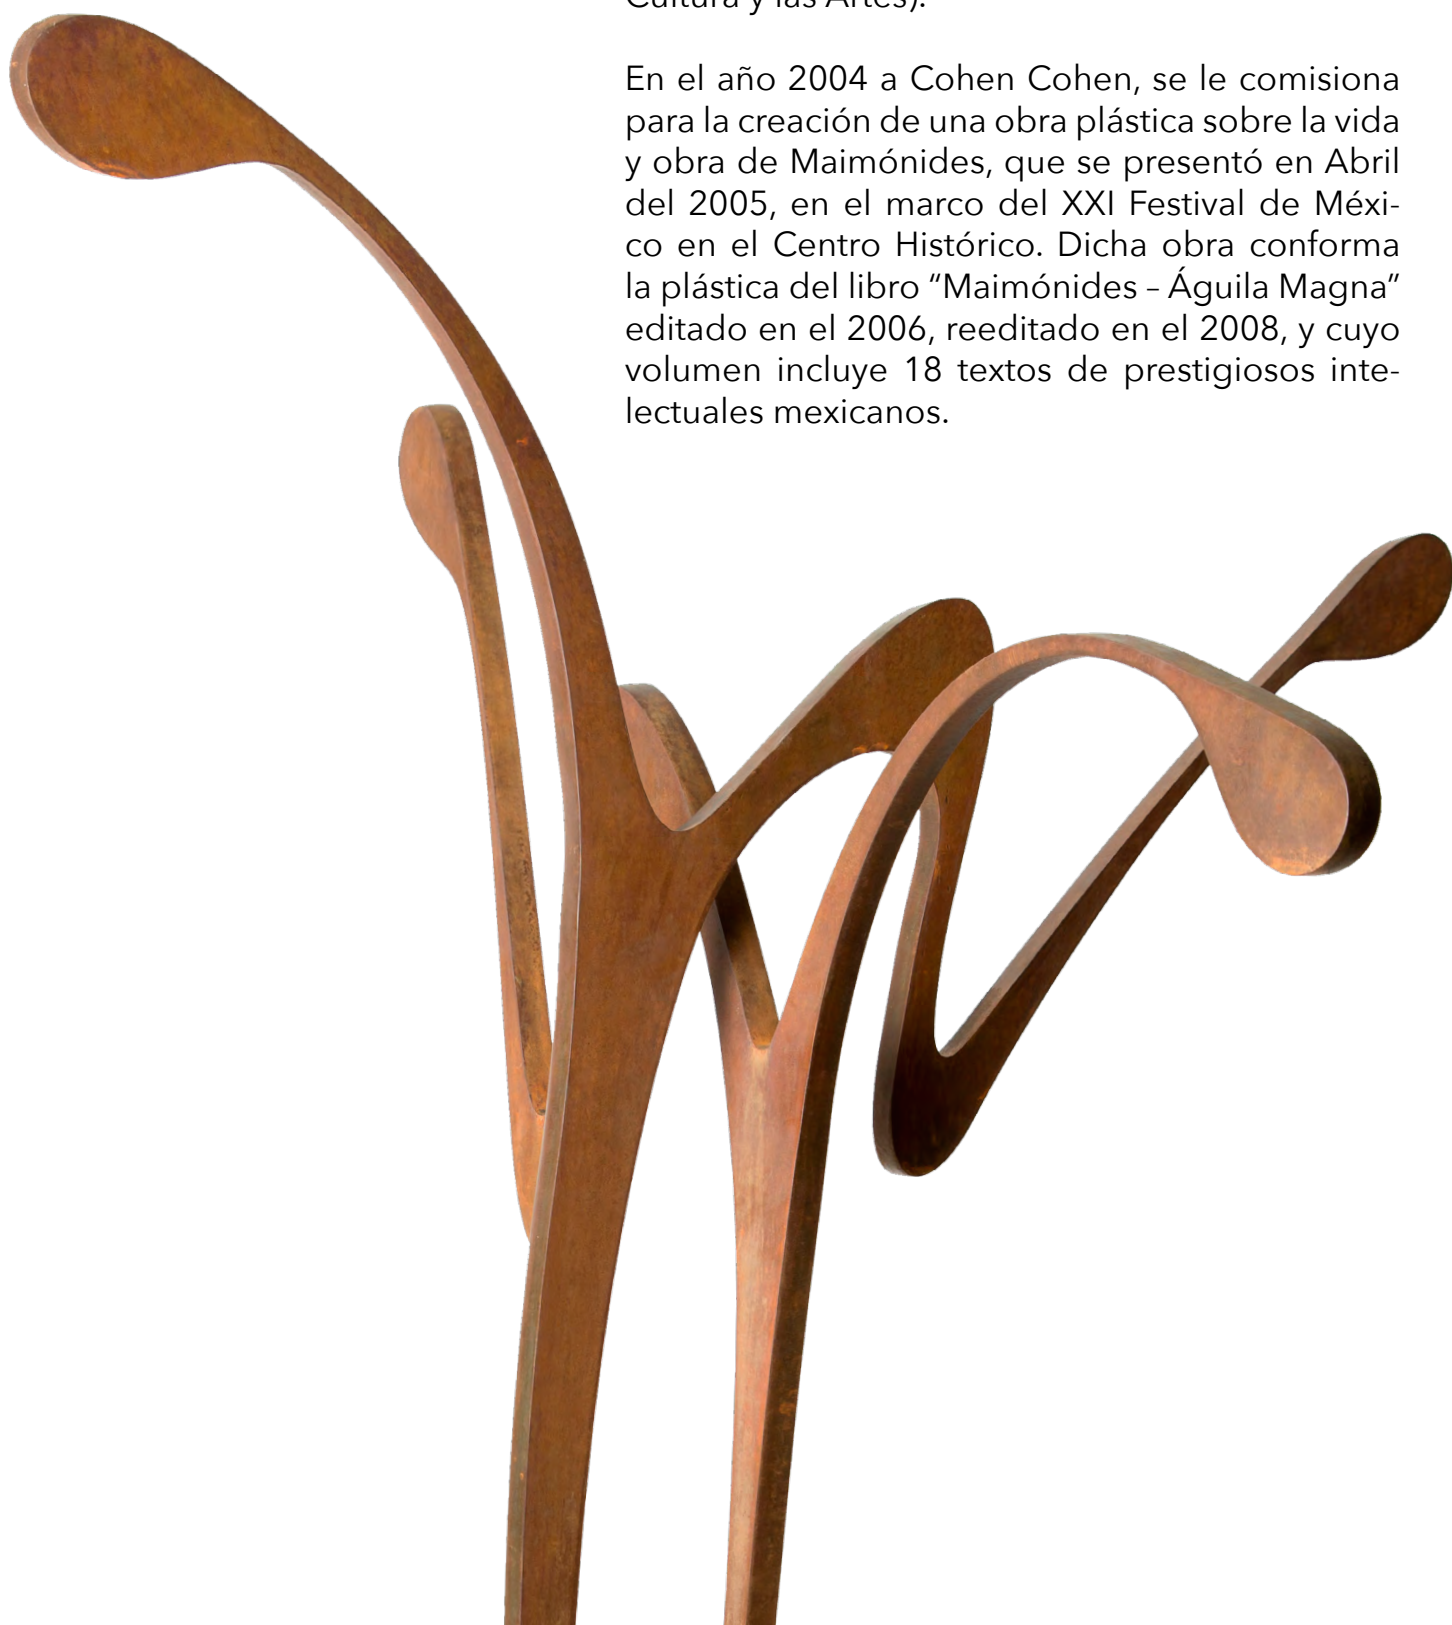 Cultura y las Artes).
En el año 2004 a Cohen Cohen, se le comisiona
para la creación de una obra plástica sobre la vida
y obra de Maimónides, que se presentó en Abril
del 2005, en el marco del XXI Festival de Méxi-
co en el Centro Histórico. Dicha obra conforma
la plástica del libro “Maimónides – Águila Magna”
editado en el 2006, reeditado en el 2008, y cuyo
volumen incluye 18 textos de prestigiosos inte-
lectuales mexicanos.